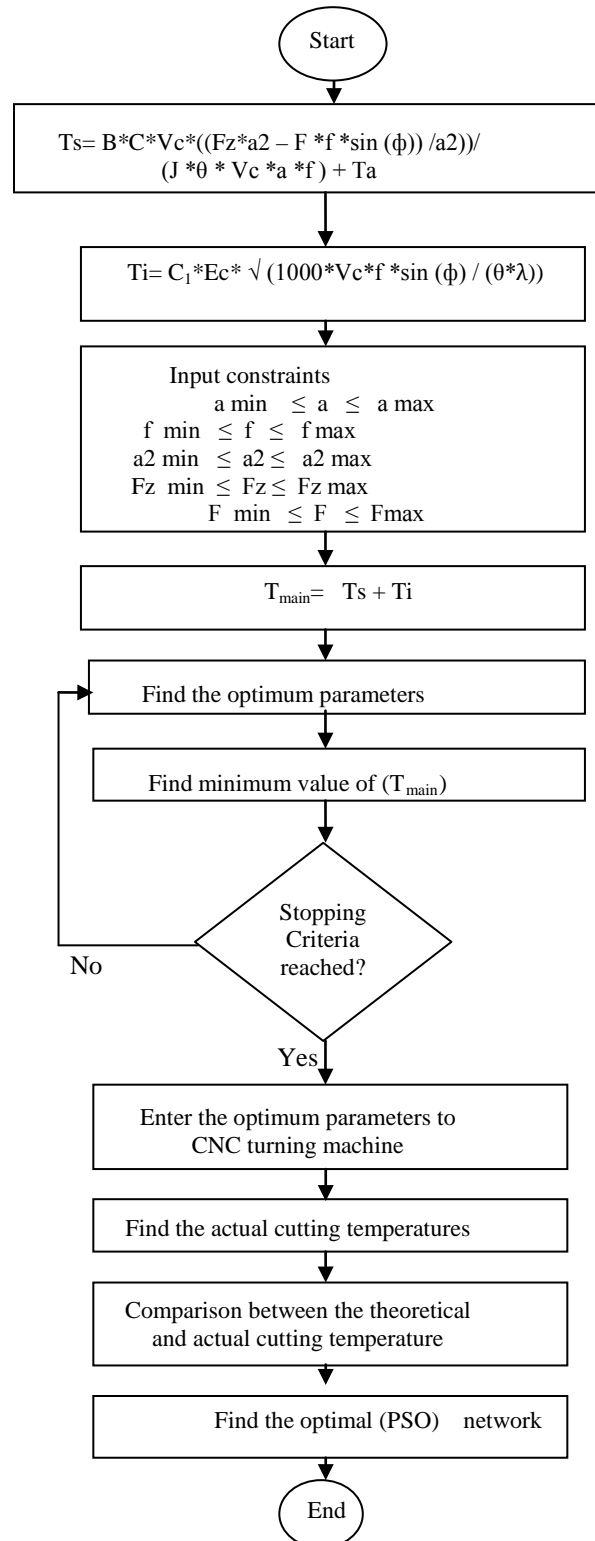 Start
Ts= B*C*Vc*((Fz*a2 – F *f *sin (ф)) /a2))/
(J *θ * Vc *a *f ) + Ta
Ti= C₁*Ec* √ (1000*Vc*f *sin (ф) / (θ*λ))
Input constraints
a min ≤ a ≤ a max
f min ≤ f ≤ f max
a2 min ≤ a2 ≤ a2 max
Fz min ≤ Fz ≤ Fz max
F min ≤ F ≤ Fmax
Tmain= Ts + Ti
Find the optimum parameters
Find minimum value of (Tmain)
Stopping
Criteria
reached?
No
Yes
Enter the optimum parameters to
CNC turning machine
Find the actual cutting temperatures
Comparison between the theoretical
and actual cutting temperature
Find the optimal (PSO) network
End